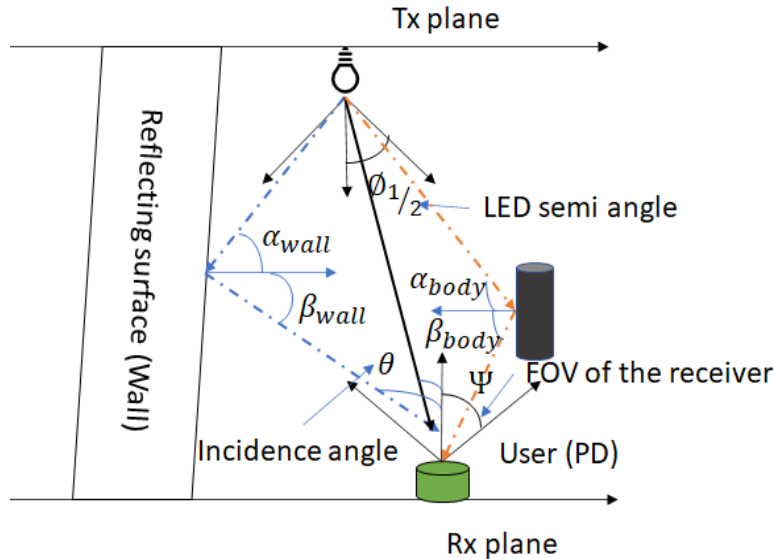 Tx plane
Reflecting surface (Wall)
∅1/2
LED semi angle
αwall
αbody
βwall
βbody
θ
Ψ
FOV of the receiver
Incidence angle
User (PD)
Rx plane